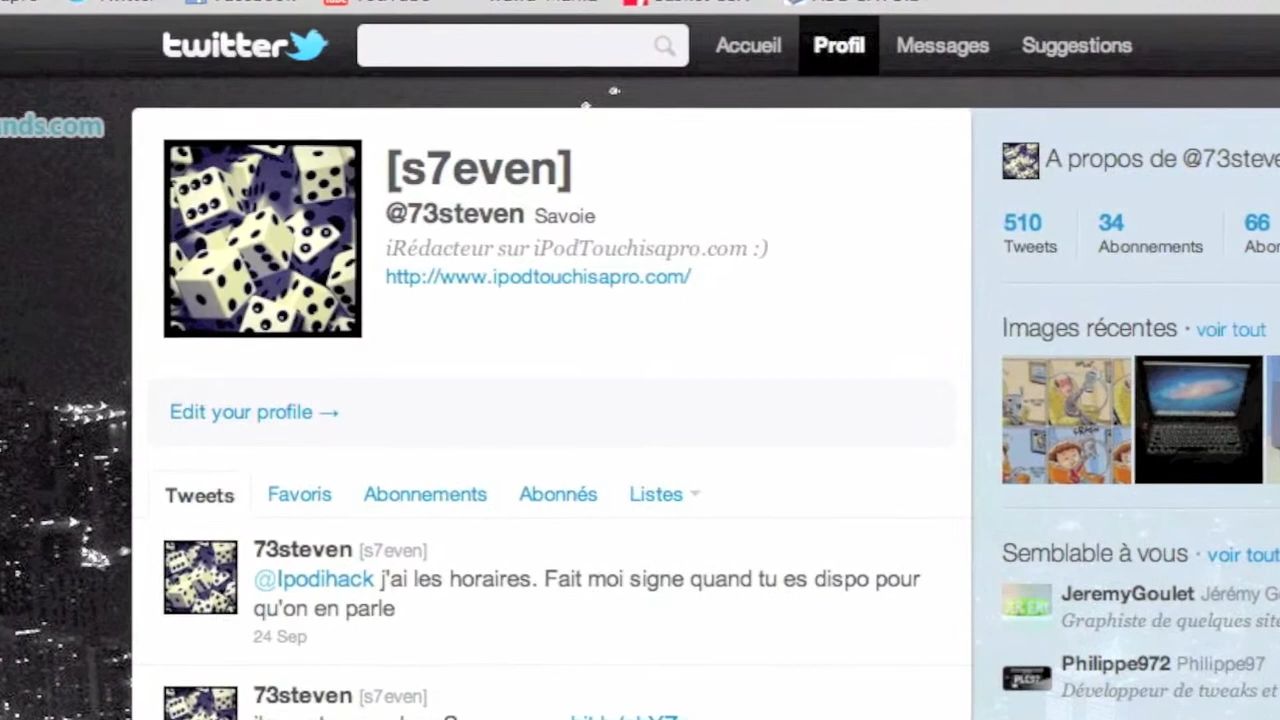 twitter
Accueil
Profil
Messages
Suggestions
nds.com
[s7even]
@73steven Savoie
iRédacteur sur iPodTouchisapro.com :)
http://www.ipodtouchisapro.com/
Edit your profile →
Tweets
Favoris
Abonnements
Abonnés
Listes
73steven [s7even]
@Ipodihack j'ai les horaires. Fait moi signe quand tu es dispo pour
qu'on en parle
24 Sep
73steven [s7even]
A propos de @73steve
510
Tweets
34
Abonnements
66
Abor
Images récentes · voir tout
Semblable à vous · voir tout
JeremyGoulet Jérémy G
Graphiste de quelques site
Philippe972 Philippe97
Développeur de tweaks et